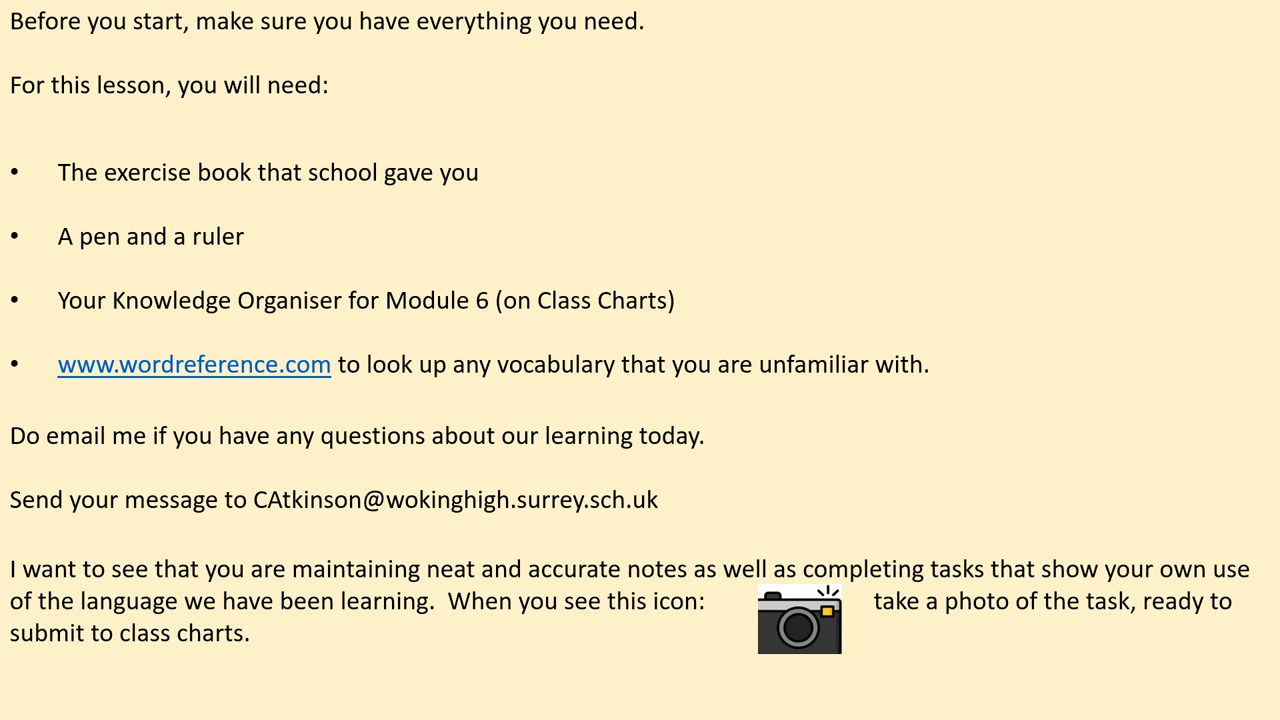 Before you start, make sure you have everything you need.
For this lesson, you will need:
• The exercise book that school gave you
• A pen and a ruler
• Your Knowledge Organiser for Module 6 (on Class Charts)
• www.wordreference.com to look up any vocabulary that you are unfamiliar with.
Do email me if you have any questions about our learning today.
Send your message to CAtkinson@wokinghigh.surrey.sch.uk
I want to see that you are maintaining neat and accurate notes as well as completing tasks that show your own use
of the language we have been learning. When you see this icon: take a photo of the task, ready to
submit to class charts.